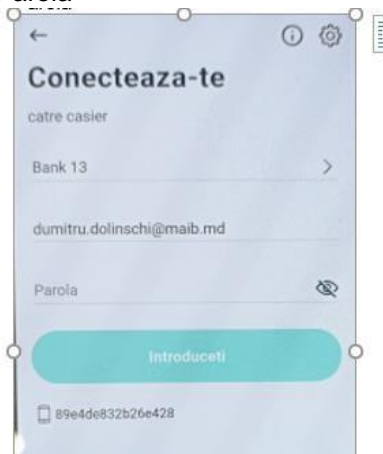 Conecteaza-te
catre casier
Bank 13
dumitru.dolinschi@maib.md
Parola
Introduceti
89e4de832b26e428